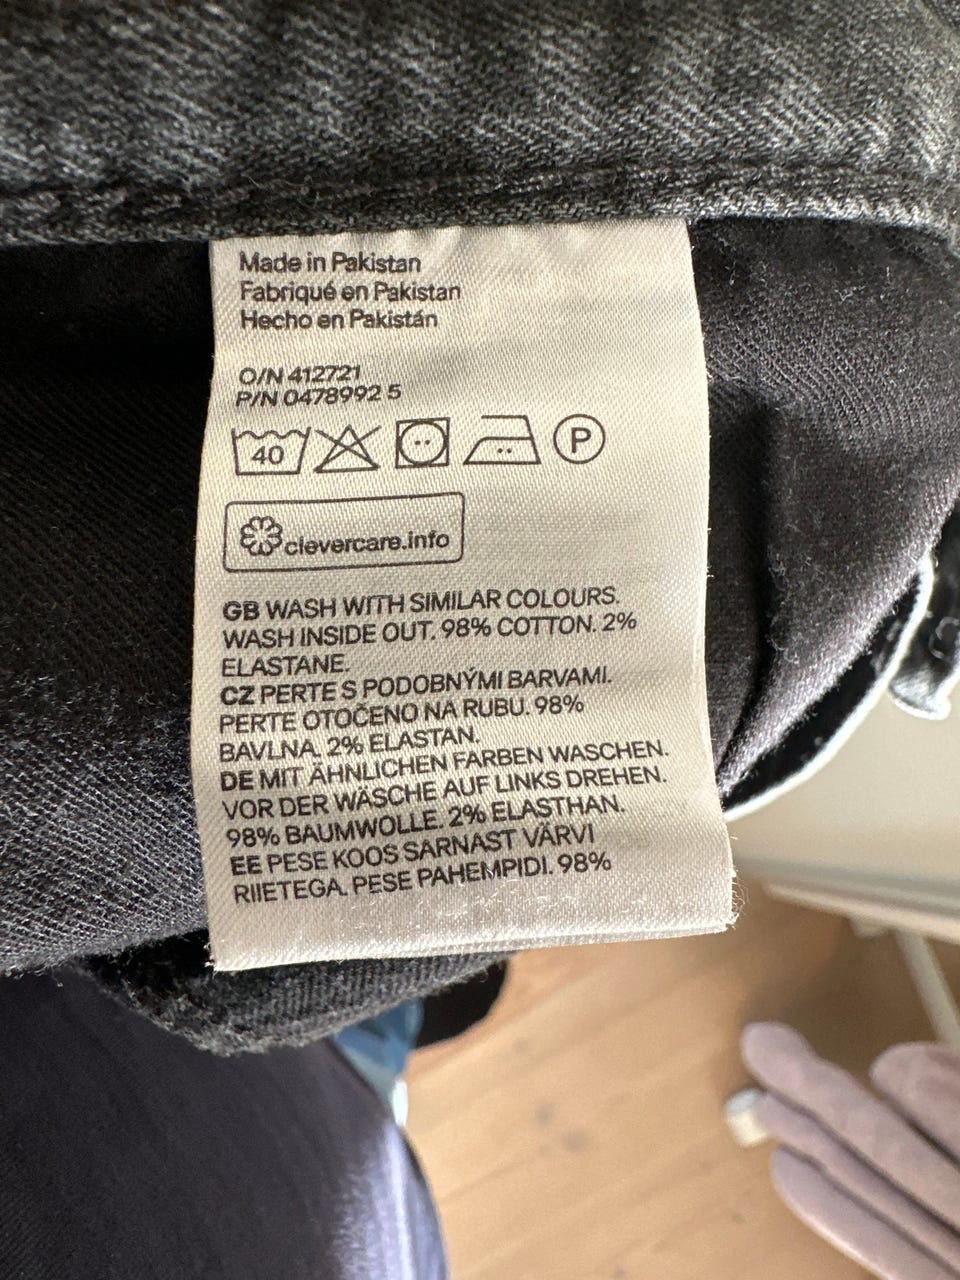 Made in Pakistan
Fabriqué en Pakistan
Hecho en Pakistán
O/N 412721
P/N 0478992 5
40
P
clevercare.info
GB WASH WITH SIMILAR COLOURS.
WASH INSIDE OUT. 98% COTTON. 2%
ELASTANE.
CZ PERTE S PODOBNÝMI BARVAMI.
PERTE OTOČENO NA RUBU. 98%
BAVLNA. 2% ELASTAN.
DE MIT ÄHNLICHEN FARBEN WASCHEN.
VOR DER WÄSCHE AUF LINKS DREHEN.
98% BAUMWOLLE. 2% ELASTHAN.
EE PESE KOOS SARNAST VÄRVI
RIIETEGA. PESE PAHEMPIDI. 98%